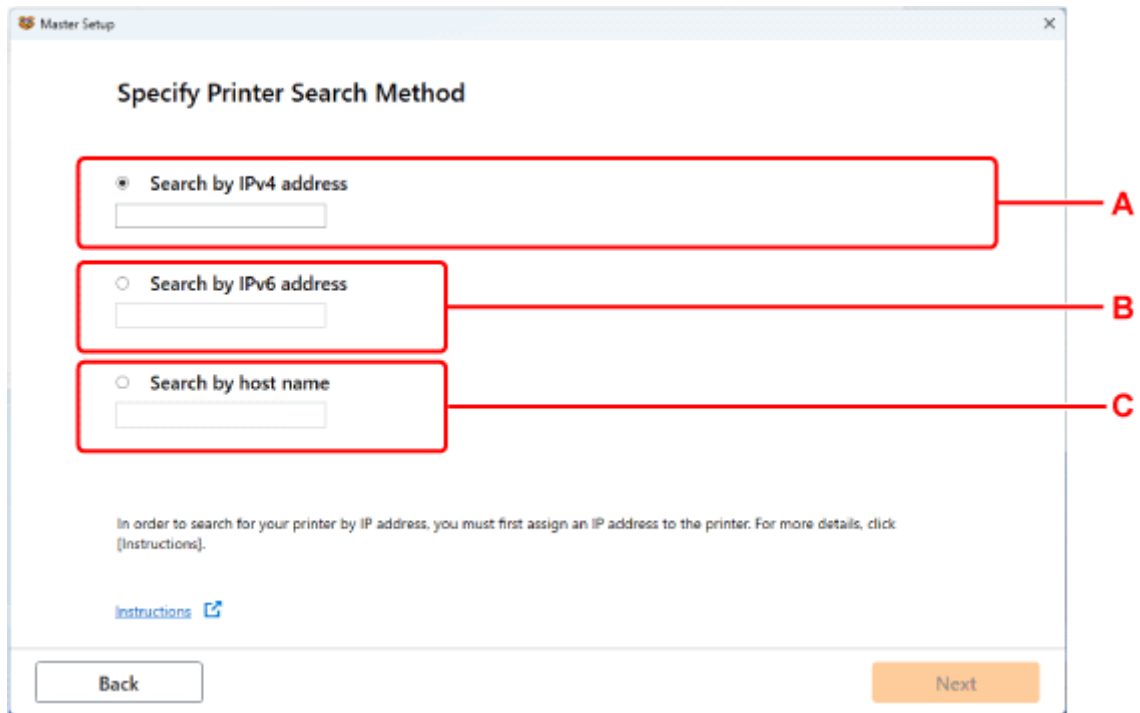 Master Setup
Specify Printer Search Method
Search by IPv4 address
A
Search by IPv6 address
B
Search by host name
C
In order to search for your printer by IP address, you must first assign an IP address to the printer. For more details, click
[Instructions].
Instructions
Back
Next